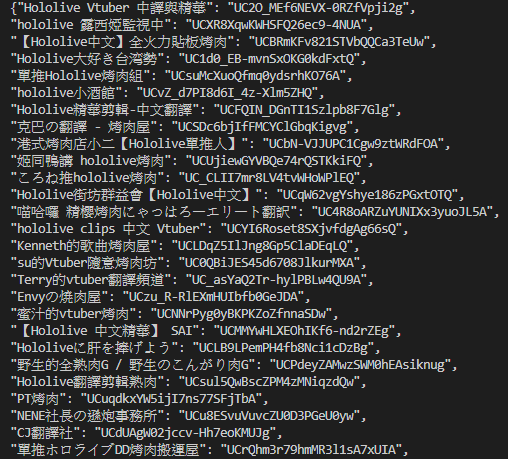 {"Hololive Vtuber 中譯與精華": "UC2O_MEf6NEVX-0RZfVpji2g",
"hololive 露西婭監視中": "UCXR8XqwKWHSFQ26ec9-4NUA",
"【Hololive中文】全火力貼板烤肉": "UCBRmKFv821STVbQQCa3TeUw",
"Hololive大好き台湾勢": "UC1d0_EB-mvnSxOKG0kdFxtQ",
"單推Hololive烤肉組": "UCsuMcXuoQfmq0ydsrhKO76A",
"hololive小酒館": "UCvZ_d7PI8d6I_4z-Xlm5ZHQ",
"Hololive精華剪輯-中文翻譯": "UCFQIN_DGnTI1Szlpb8F7Glg",
"克巴の翻譯 - 烤肉屋": "UCSDc6bjIfFMCYClGbqKigvg",
"港式烤肉店小二【Hololive單推人】": "UCbN-VJJUPC1Cgw9ztWRdFOA",
"姬同鴨講 hololive烤肉": "UCUjiewGYVBQe74rQSTKkiFQ",
"ころね推hololive烤肉": "UC_CLII7mr8LV4tvWHoWPlEQ",
"Hololive街坊群益會【Hololive中文】": "UCqW62vgYshye186zPGxtOTQ",
"喵哈囉 精櫻烤肉にゃっはろーエリート翻訳": "UC4R8oARZuYUNIXx3yuoJL5A",
"hololive clips 中文 Vtuber": "UCYI6Roset8SXjvfdgAg66sQ",
"Kenneth的歌曲烤肉屋": "UCLDqZ5IlJng8Gp5ClaDEqLQ",
"su的Vtuber隨意烤肉坊": "UC0QBiJES45d6708JlkurMXA",
"Terry的vtuber翻譯頻道": "UC_asYaQ2Tr-hylPBLw4QU9A",
"Envyの焼肉屋": "UCzu_R-RlEXmHUIbfb0GeJDA",
"蜜汁的vtuber烤肉": "UCNNrPyg0yBKPKZoZfnnaSDw",
"【Hololive 中文精華】 SAI": "UCMMYwHLXEOhIKf6-nd2rZEg",
"Hololiveに肝を捧げよう": "UCLB9LPemPH4fb8Nci1cDzBg",
"野生的全熟肉G / 野生のこんがり肉G": "UCPdeyZAMwzSWM0hEAsiknug",
"Hololive翻譯剪輯熟肉": "UCsul5QwBscZPM4zMNiqzdQw",
"PT烤肉": "UCuqdkxYW5ijI7ns77SFjTbA",
"NENE社長の遜炮事務所": "UCu8ESvuVuvcZU0D3PGeU0yw",
"CJ翻譯社": "UCdUAgW02jccv-Hh7eoKMUJg",
"單推ホロライブDD烤肉搬運屋": "UCrQhm3r79hmMR3l1sA7xUIA",